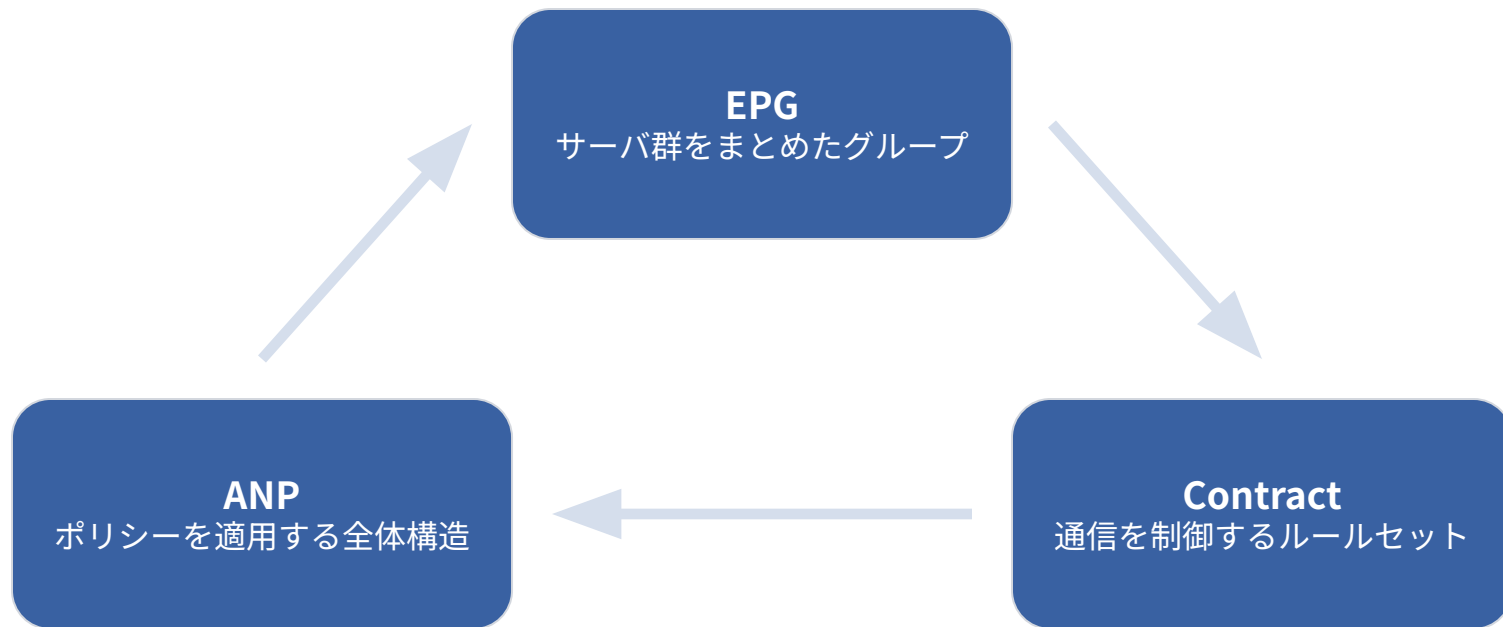 EPG
サーバ群をまとめたグループ
ANP
ポリシーを適用する全体構造
Contract
通信を制御するルールセット